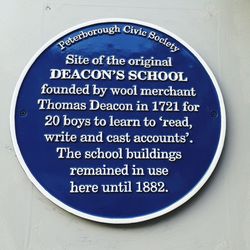 Peterborough Civic Society
Site of the original
DEACON'S SCHOOL
founded by wool merchant
Thomas Deacon in 1721 for
20 boys to learn to 'read,
write and cast accounts'.
The school buildings
remained in use
here until 1882.